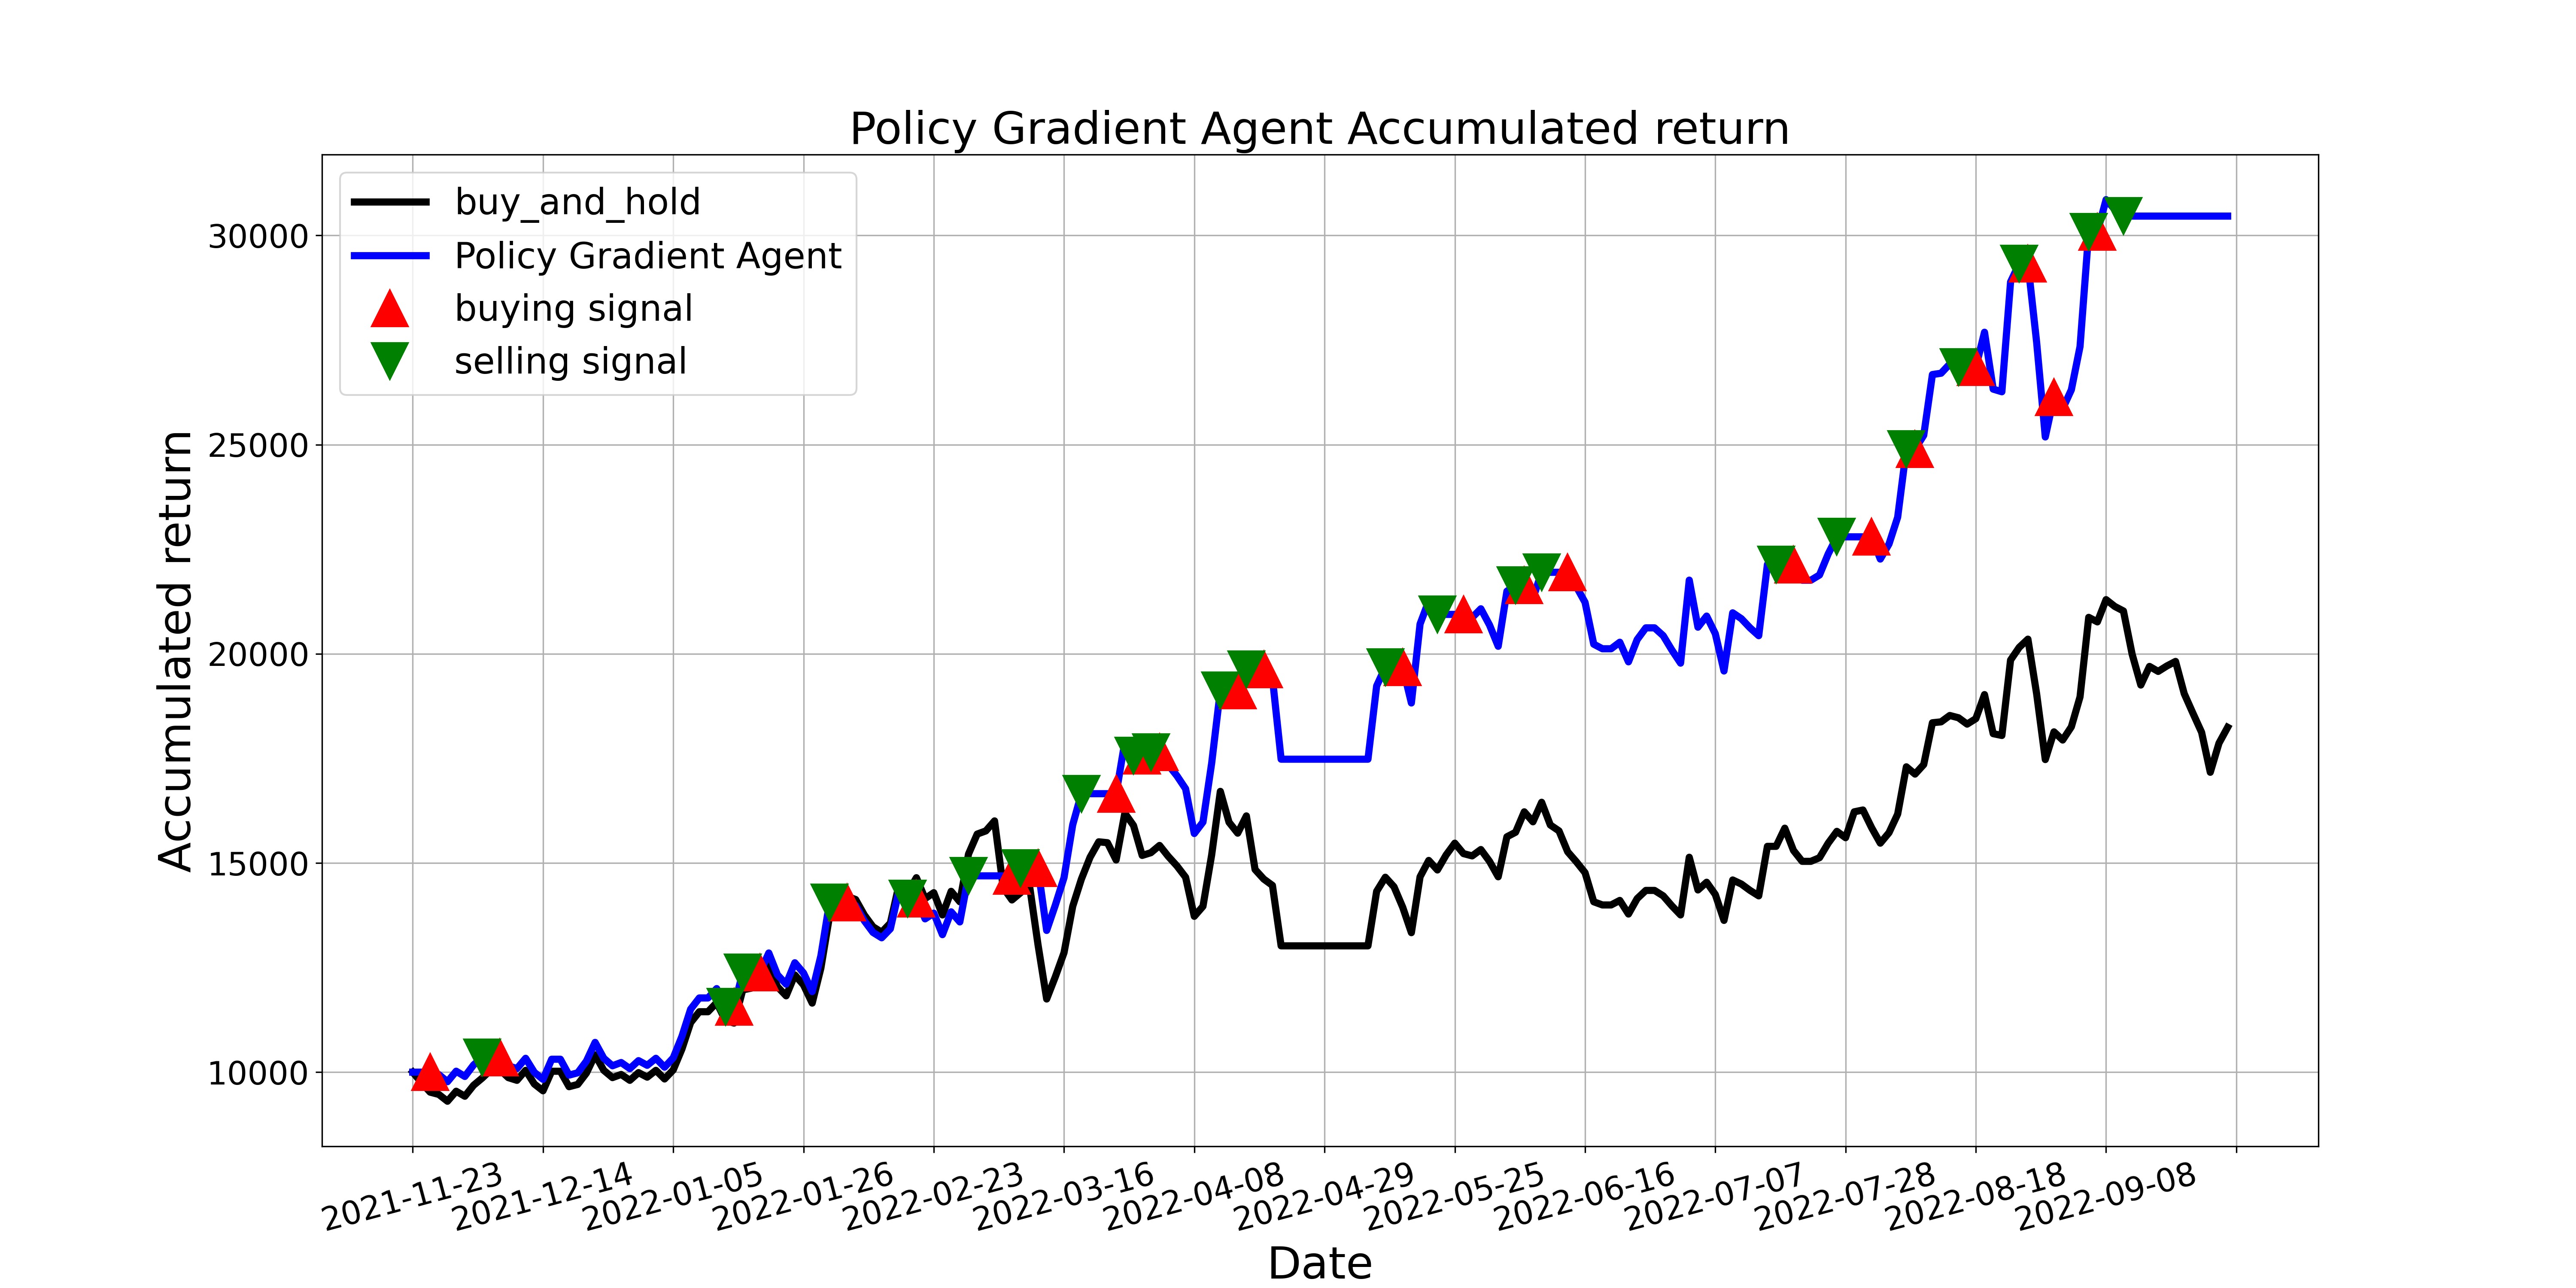 Policy Gradient Agent Accumulated return
buy_and_hold
Policy Gradient Agent
buying signal
selling signal
Accumulated return
30000
25000
20000
15000
10000
2021-11-23
2021-12-14
2022-01-05
2022-01-26
2022-02-23
2022-03-16
2022-04-08
2022-04-29
2022-05-25
2022-06-16
2022-07-07
2022-07-28
2022-08-18
2022-09-08
Date